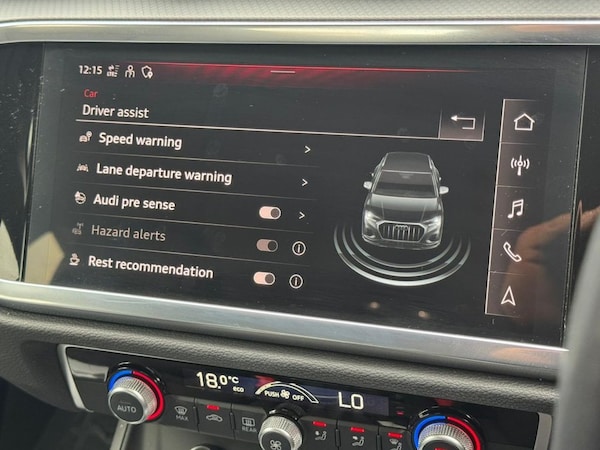 12:15
LTE
Car
Driver assist
Speed warning
Lane departure warning
Audi pre sense
Hazard alerts
Rest recommendation
18.0°C
eco
PUSH OFF
LO
AUTO
MAX
REAR